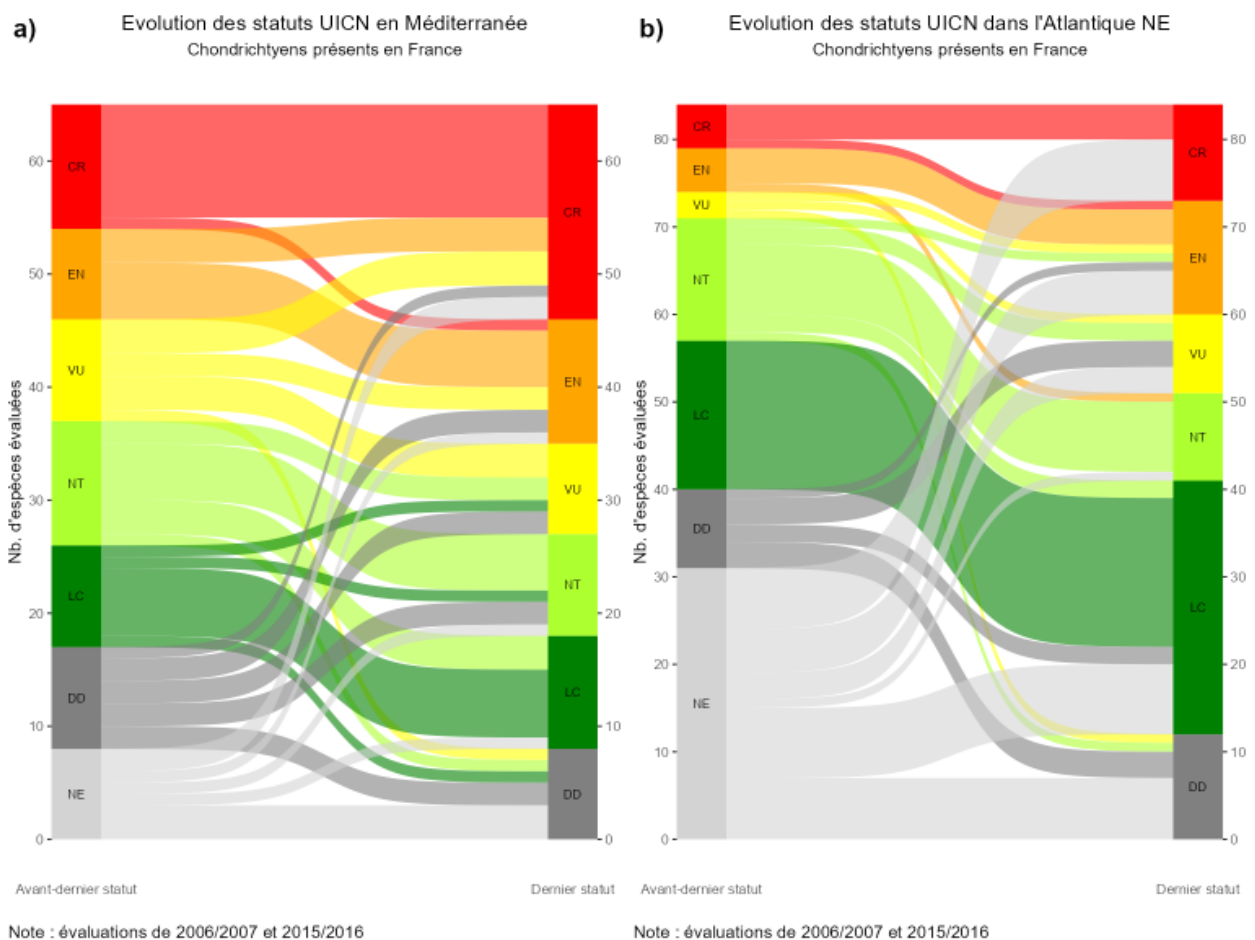 a)
Evolution des statuts UICN en Méditerranée
Chondrichtyens présents en France
Nb. d'espèces évaluées
60
50
40
30
20
10
0
CR
EN
VU
NT
LC
DD
NE
CR
EN
VU
NT
LC
DD
60
50
40
30
20
10
0
Avant-dernier statut
Dernier statut
Note : évaluations de 2006/2007 et 2015/2016
b)
Evolution des statuts UICN dans l'Atlantique NE
Chondrichtyens présents en France
Nb. d'espèces évaluées
80
70
60
50
40
30
20
10
0
CR
EN
VU
NT
LC
DD
NE
CR
EN
VU
NT
LC
DD
80
70
60
50
40
30
20
10
0
Avant-dernier statut
Dernier statut
Note : évaluations de 2006/2007 et 2015/2016